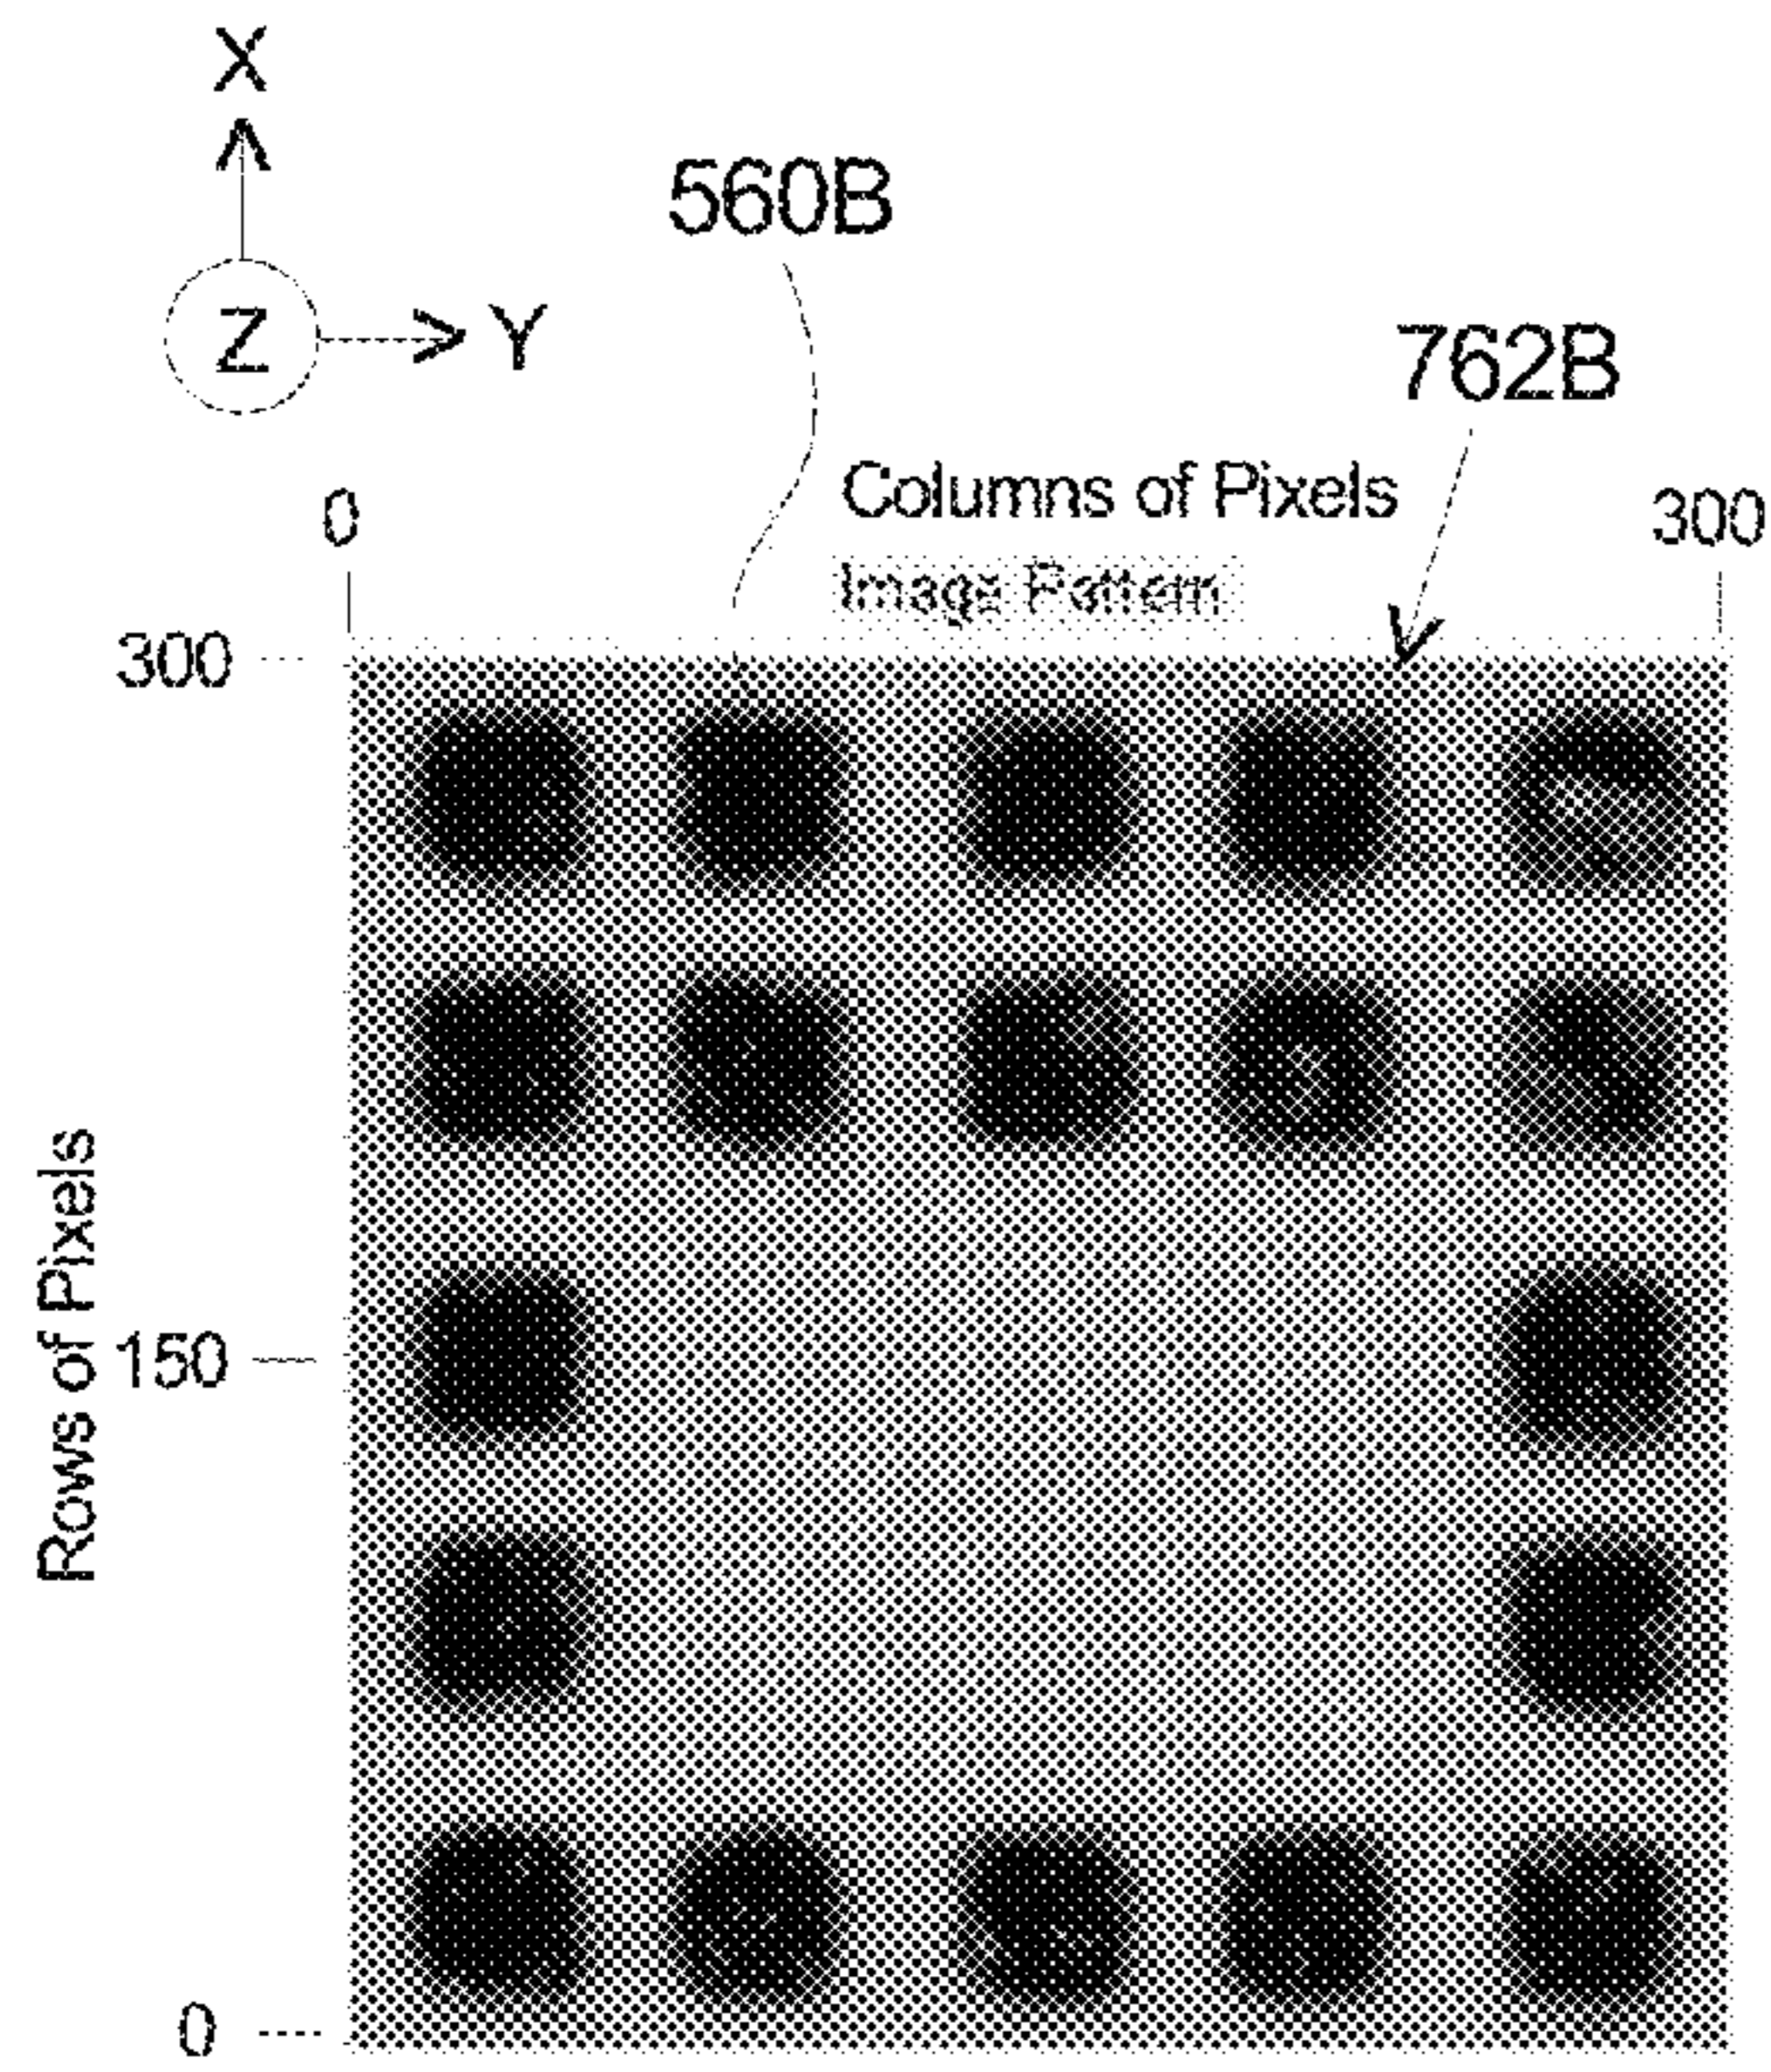 X
560B
Z
Y
762B
Columns of Pixels
0
300
Image Pattern
300
Rows of Pixels
150
0